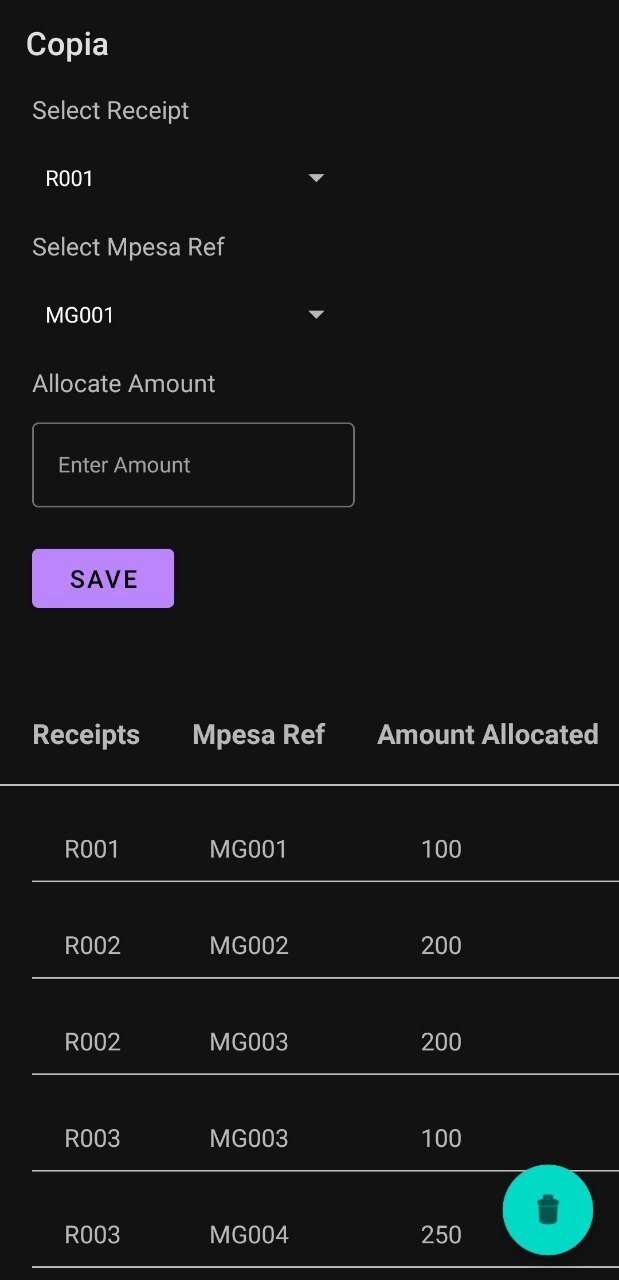 Copia
Select Receipt
R001
Select Mpesa Ref
MG001
Allocate Amount
Enter Amount
SAVE
Receipts Mpesa Ref Amount Allocated
R001 MG001 100
R002 MG002 200
R002 MG003 200
R003 MG003 100
R003 MG004 250